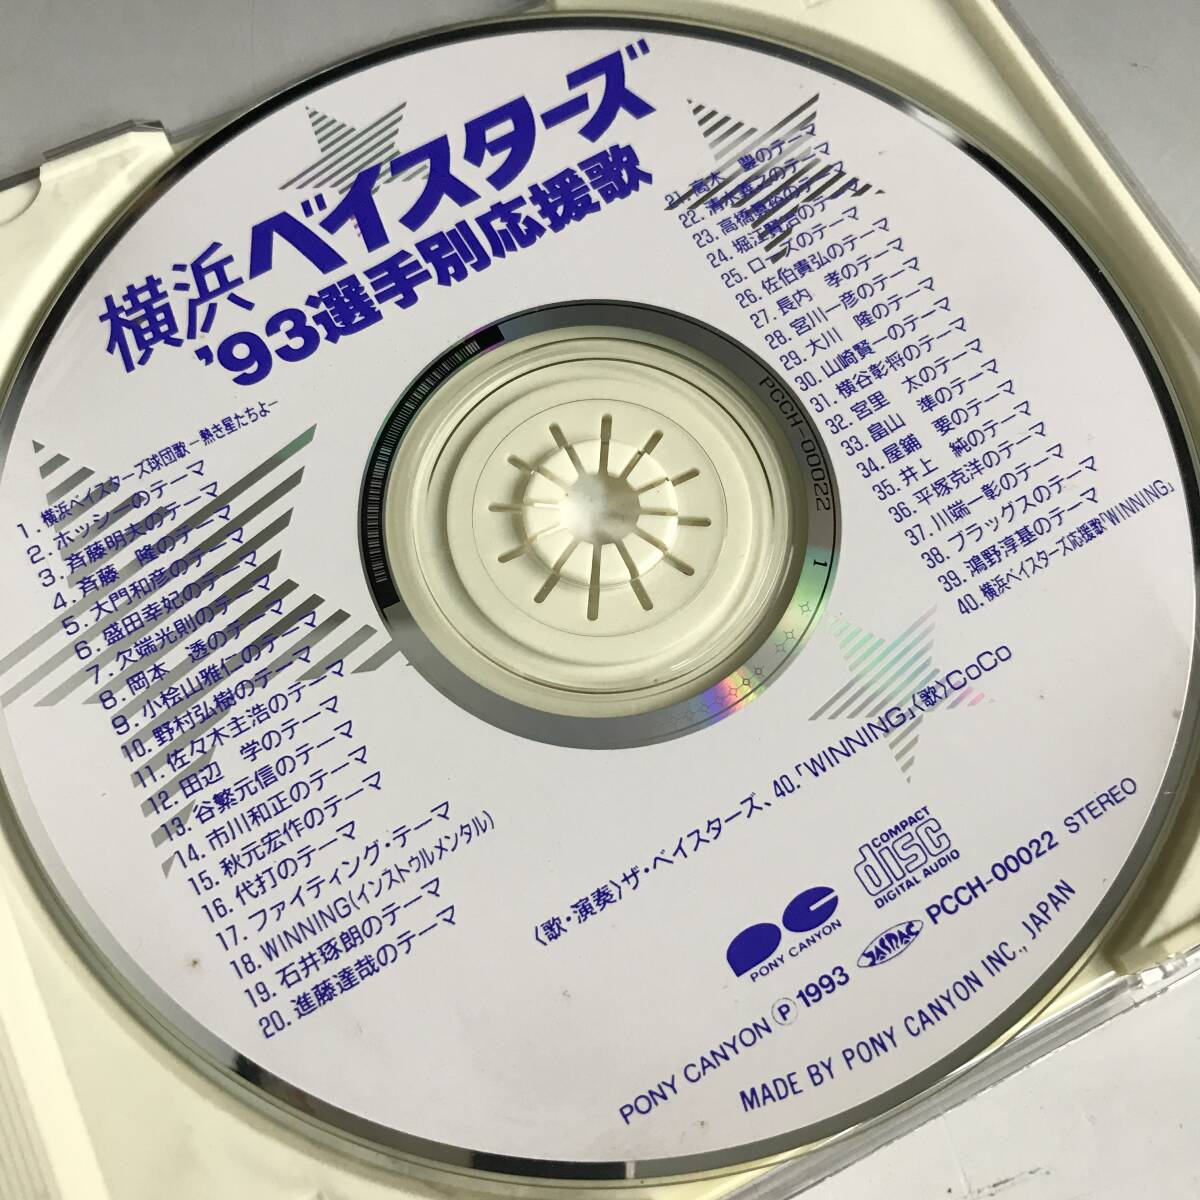 横浜ベイスターズ
'93選手別応援歌
1. 横浜ベイスターズ球団歌 ―熱き星たちよ―
2. ホッシーのテーマ
3. 斉藤明夫のテーマ
4. 斉藤 隆のテーマ
5. 大門和彦のテーマ
6. 盛田幸妃のテーマ
7. 欠端光則のテーマ
8. 岡本 透のテーマ
9. 小桧山雅仁のテーマ
10. 野村弘樹のテーマ
11. 佐々木主浩のテーマ
12. 田辺 学のテーマ
13. 谷繁元信のテーマ
14. 市川和正のテーマ
15. 秋元宏作のテーマ
16. 代打のテーマ
17. ファイティング・テーマ
18. WINNING(インストゥルメンタル)
19. 石井琢朗のテーマ
20. 進藤達哉のテーマ
21. 高木 豊のテーマ
22. 清水義之のテーマ
23. 高橋眞裕のテーマ
24. 堀江賢治のテーマ
25. ローズのテーマ
26. 佐伯貴弘のテーマ
27. 長内 孝のテーマ
28. 宮川一彦のテーマ
29. 大川 隆のテーマ
30. 山崎賢一のテーマ
31. 横谷彰将のテーマ
32. 宮里 太のテーマ
33. 畠山 準のテーマ
34. 屋鋪 要のテーマ
35. 井上 純のテーマ
36. 平塚克洋のテーマ
37. 川端一彰のテーマ
38. ブラッグスのテーマ
39. 鴻野淳基のテーマ
40. 横浜ベイスターズ応援歌「WINNING」
PCCH-00022
1
〈歌・演奏〉ザ・ベイスターズ、40.「WINNING」〈歌〉CoCo
PONY CANYON
COMPACT
disc
DIGITAL AUDIO
JASRAC
PCCH-00022 STEREO
PONY CANYON Ⓟ 1993
MADE BY PONY CANYON INC., JAPAN